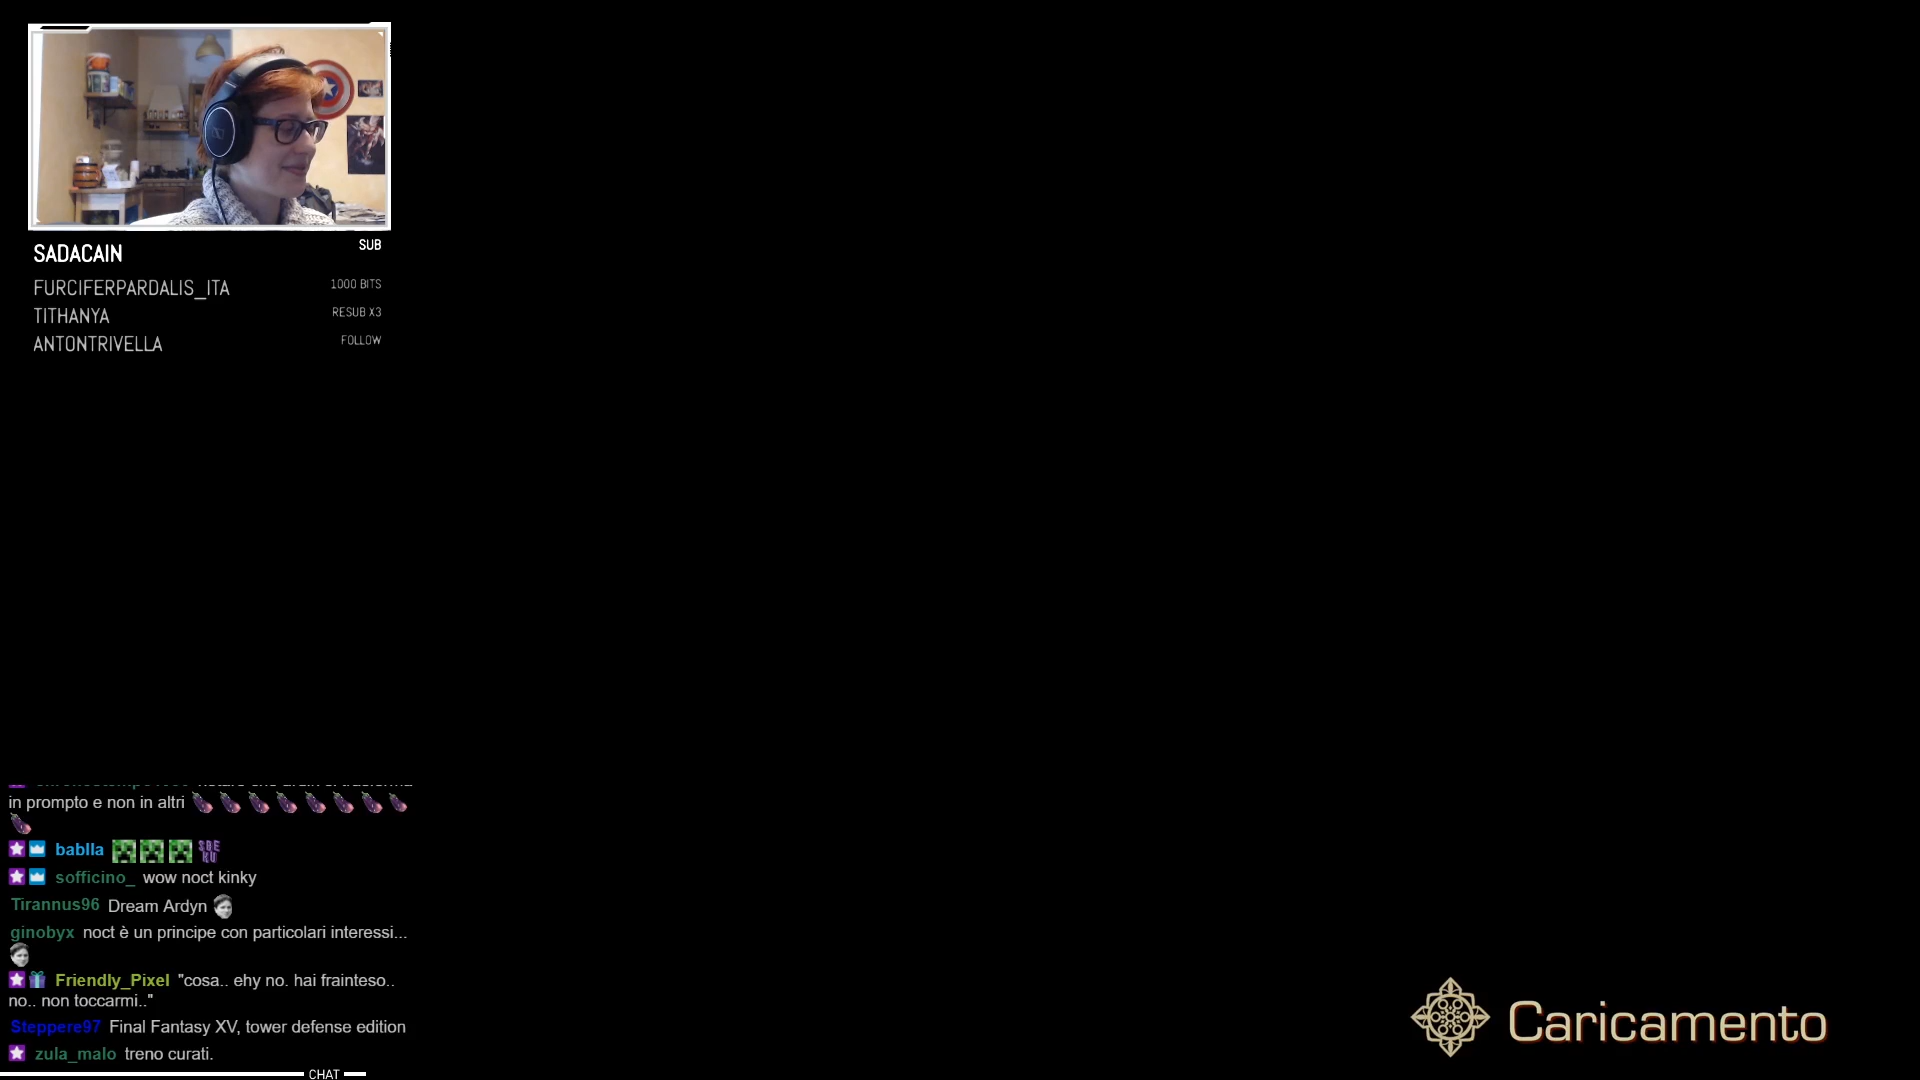 SADACAIN SUB
FURCIFERPARDALIS_ITA 1000 BITS
TITHANYA RESUB X3
ANTONTRIVELLA FOLLOW
in prompto e non in altri
bablla
sofficino_ wow noct kinky
Tirannus96 Dream Ardyn
ginobyx noct è un principe con particolari interessi...
Friendly_Pixel "cosa.. ehy no. hai frainteso..
no.. non toccarmi.."
Steppere97 Final Fantasy XV, tower defense edition
zula_malo treno curati.
CHAT
Caricamento